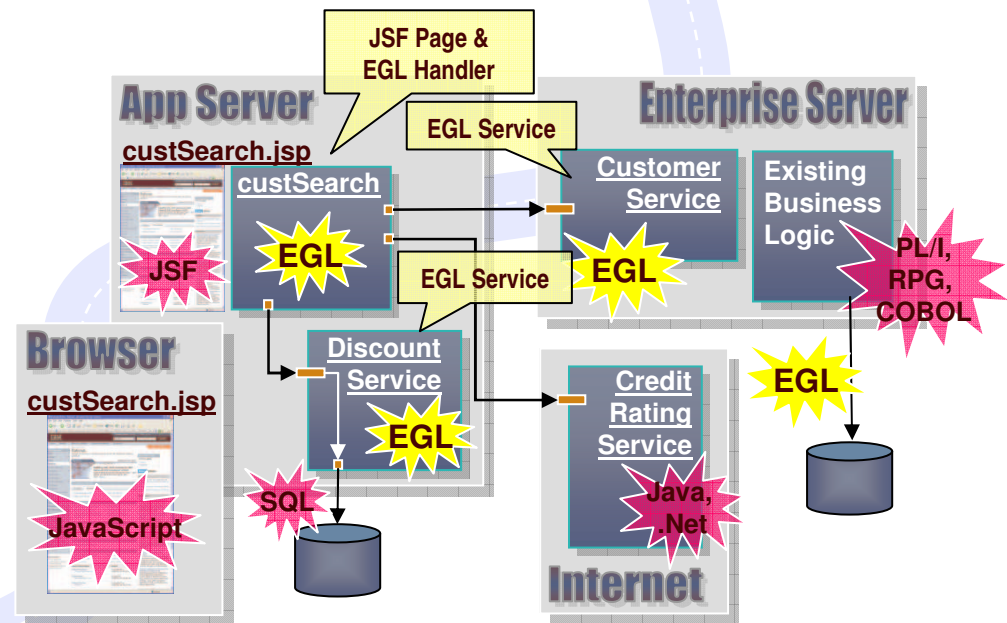 JSF Page &
EGL Handler
App Server
Enterprise Server
EGL Service
custSearch.jsp
custSearch
JSF
EGL
Customer
Service
EGL
Existing
Business
Logic
PL/I,
RPG,
COBOL
EGL Service
Browser
custSearch.jsp
JavaScript
Discount
Service
EGL
SQL
Credit
Rating
Service
Java,
.Net
EGL
Internet